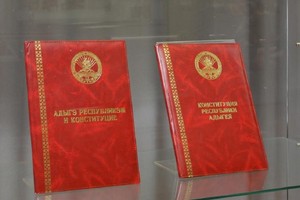 АДЫГЭ РЕСПУБЛИКЭМ
И КОНСТИТУЦИЕ
КОНСТИТУЦИЯ
РЕСПУБЛИКИ
АДЫГЕЯ